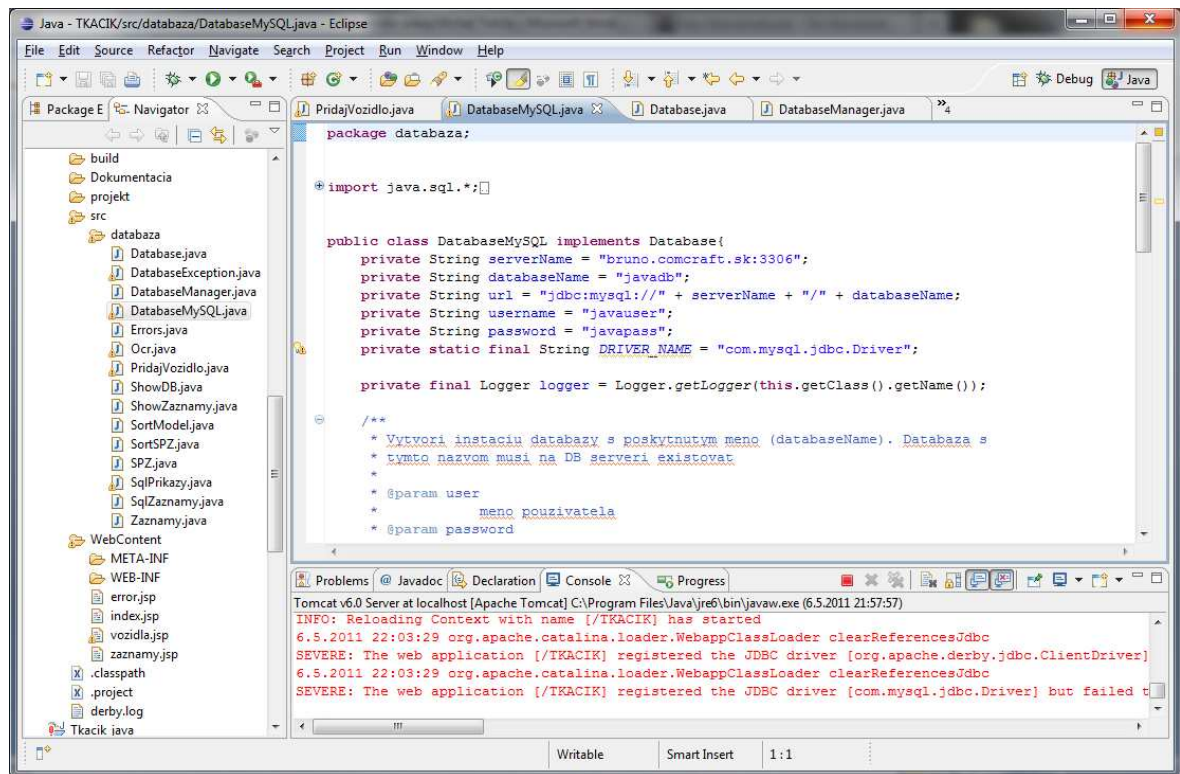 Java - TKACIK/src/databaza/DatabaseMySQL.java - Eclipse
File Edit Source Refactor Navigate Search Project Run Window Help
Debug Java
Package E Navigator
build
Dokumentacia
projekt
src
databaza
Database.java
DatabaseException.java
DatabaseManager.java
DatabaseMySQL.java
Errors.java
Ocr.java
PridajVozidlo.java
ShowDB.java
ShowZaznamy.java
SortModel.java
SortSPZ.java
SPZ.java
SqlPrikazy.java
SqlZaznamy.java
Zaznamy.java
WebContent
META-INF
WEB-INF
error.jsp
index.jsp
vozidla.jsp
zaznamy.jsp
.classpath
.project
derby.log
Tkacik java
PridajVozidlo.java DatabaseMySQL.java Database.java DatabaseManager.java »4
package databaza;
import java.sql.*;
public class DatabaseMySQL implements Database{
private String serverName = "bruno.comcraft.sk:3306";
private String databaseName = "javadb";
private String url = "jdbc:mysql://" + serverName + "/" + databaseName;
private String username = "javauser";
private String password = "javapass";
private static final String DRIVER_NAME = "com.mysql.jdbc.Driver";
private final Logger logger = Logger.getLogger(this.getClass().getName());
/**
* Vytvori instaciu databazy s poskytnutym meno (databaseName). Databaza s
* tymto nazvom musi na DB serveri existovat
*
* @param user
* meno pouzivatela
* @param password
Problems @ Javadoc Declaration Console Progress
Tomcat v6.0 Server at localhost [Apache Tomcat] C:\Program Files\Java\jre6\bin\javaw.exe (6.5.2011 21:57:57)
INFO: Reloading Context with name [/TKACIK] has started
6.5.2011 22:03:29 org.apache.catalina.loader.WebappClassLoader clearReferencesJdbc
SEVERE: The web application [/TKACIK] registered the JDBC driver [org.apache.derby.jdbc.ClientDriver]
6.5.2011 22:03:29 org.apache.catalina.loader.WebappClassLoader clearReferencesJdbc
SEVERE: The web application [/TKACIK] registered the JDBC driver [com.mysql.jdbc.Driver] but failed t
Writable Smart Insert 1:1